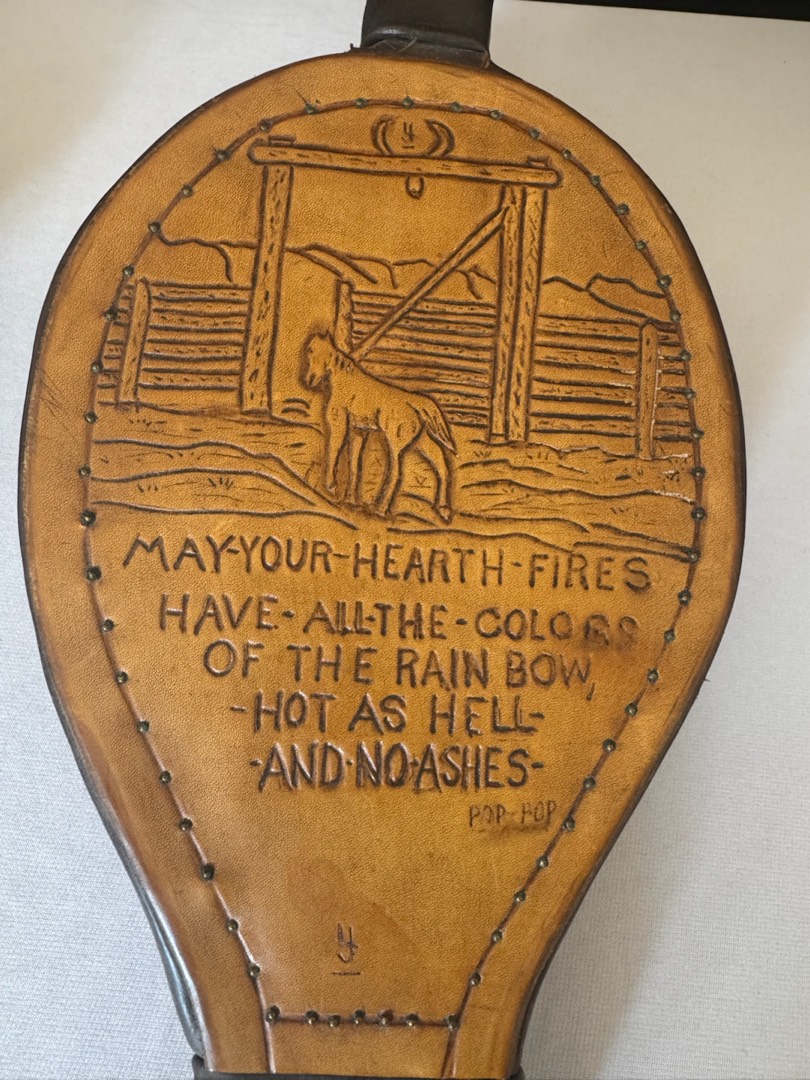 MAY-YOUR-HEARTH-FIRES
HAVE-ALL-THE-COLORS
OF THE RAIN BOW,
-HOT AS HELL-
-AND-NO-ASHES-
POP-POP